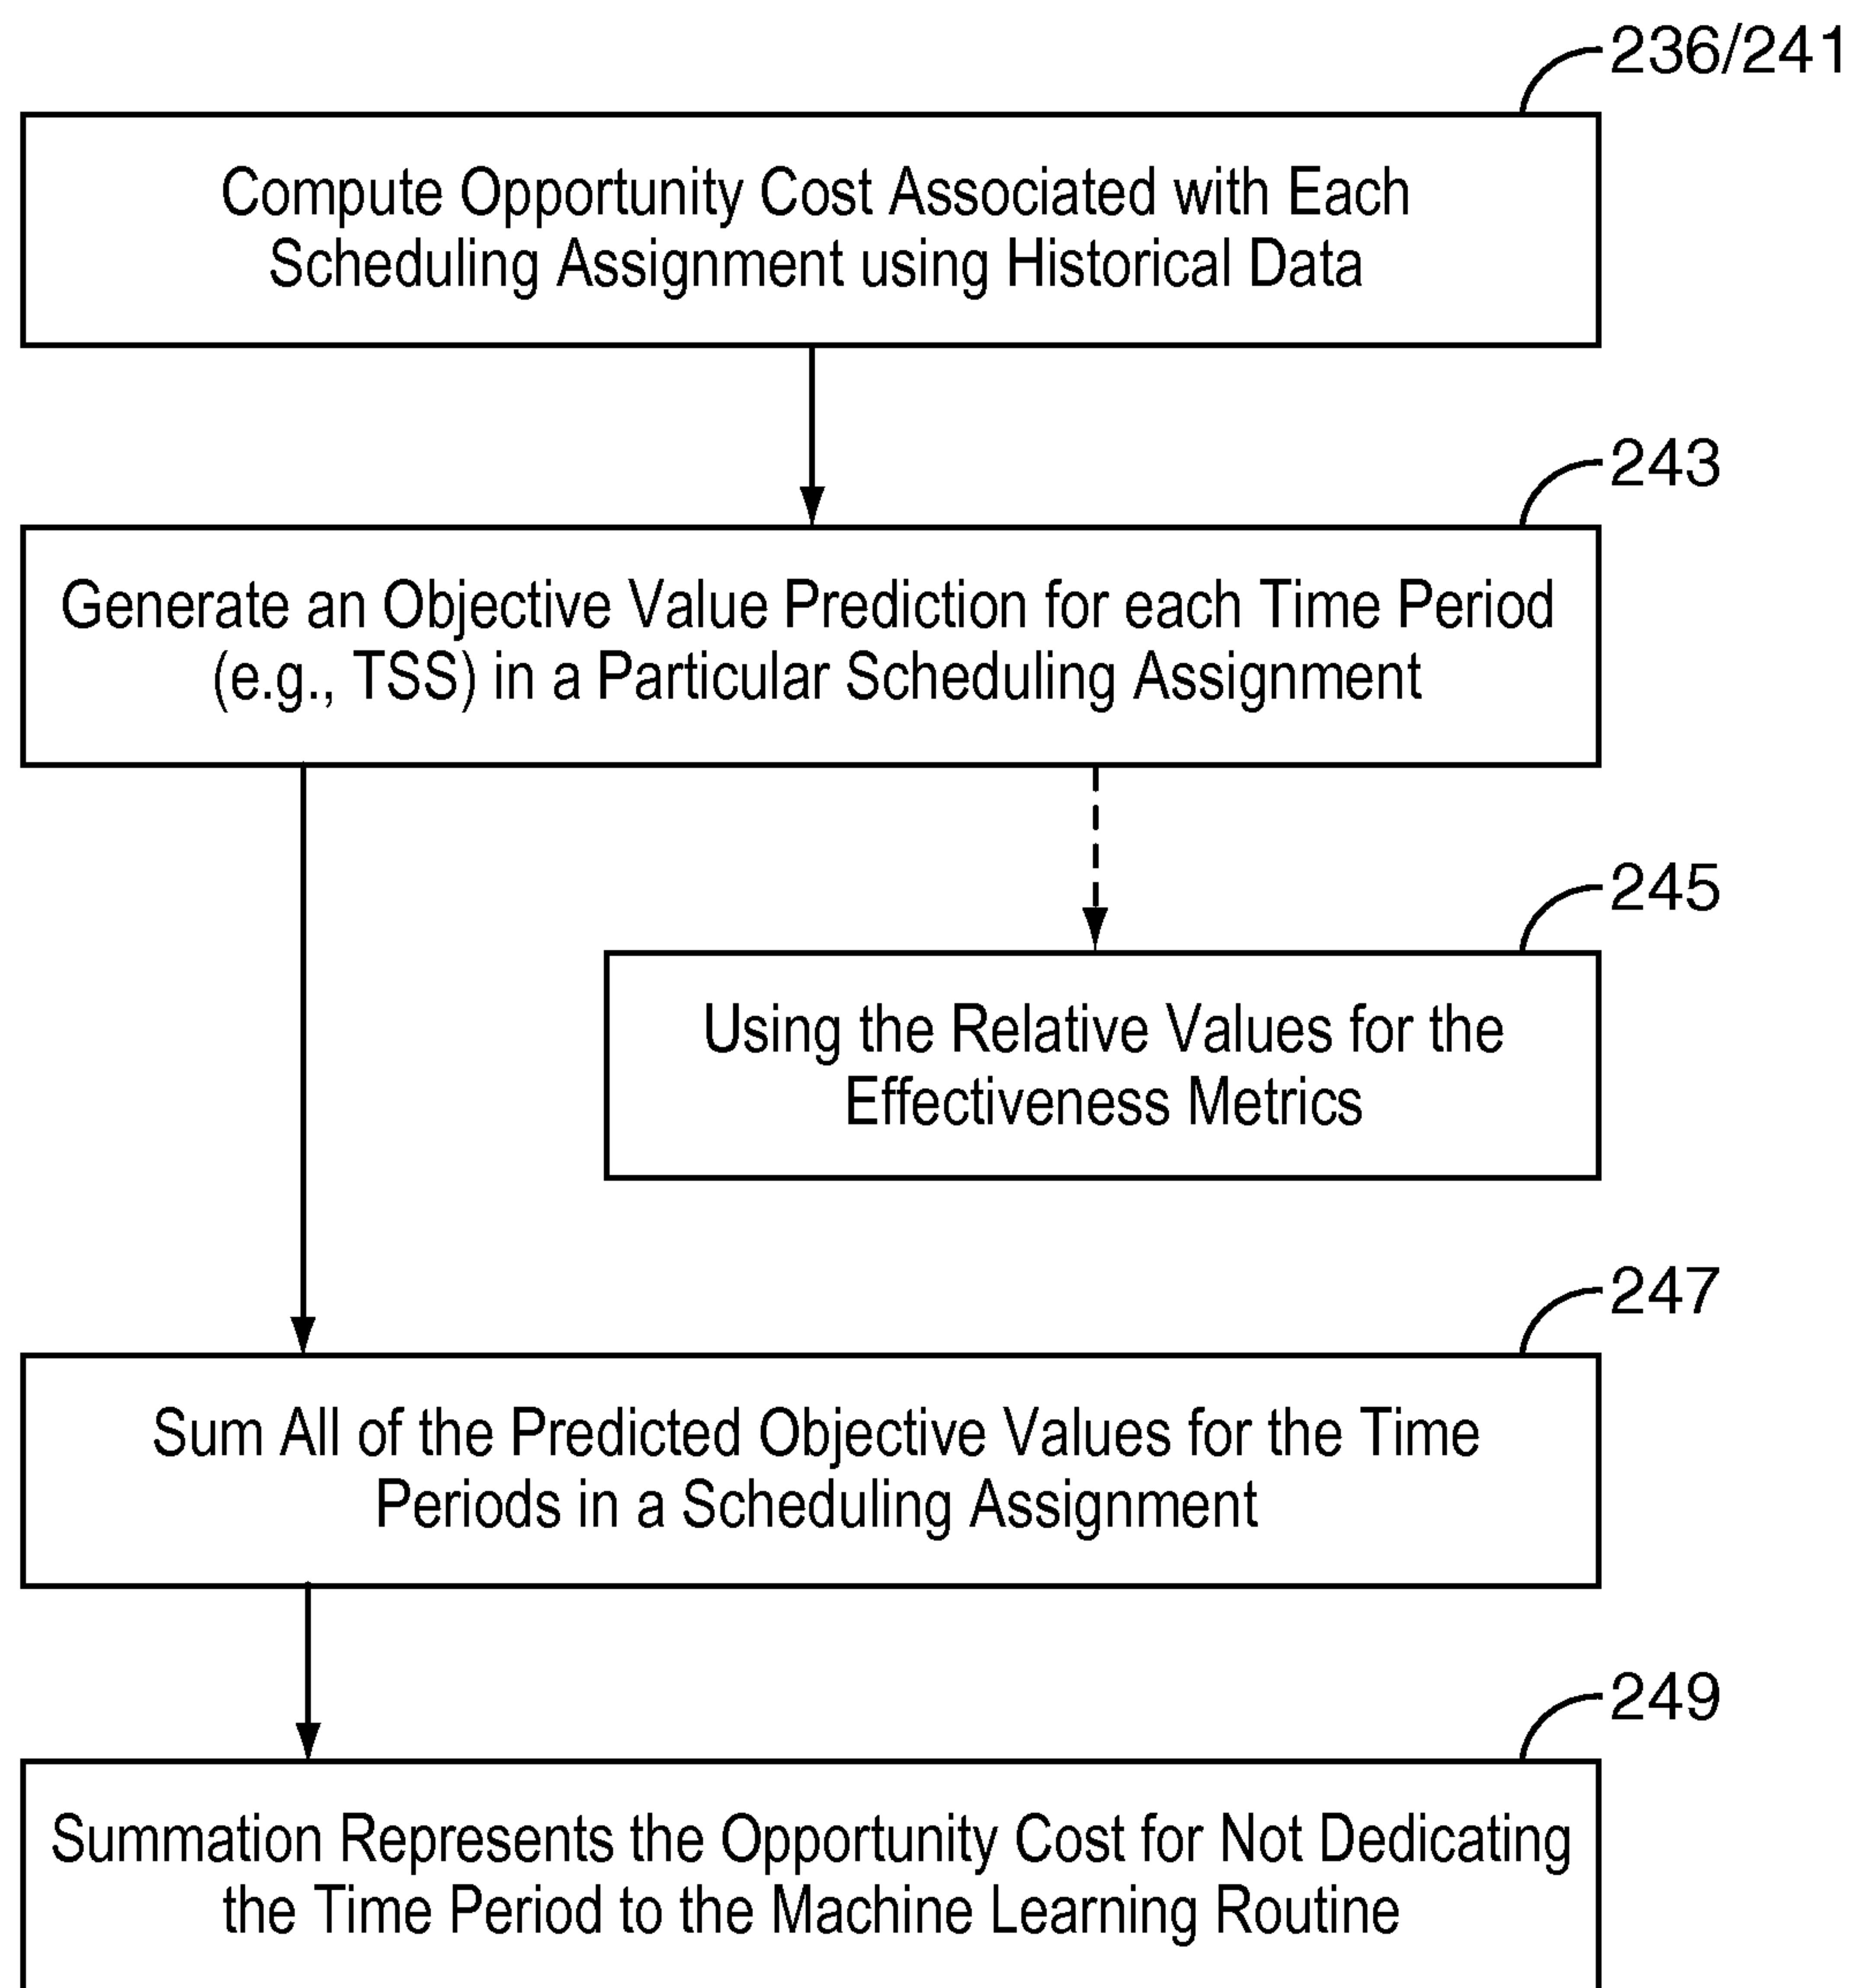 236/241
Compute Opportunity Cost Associated with Each
Scheduling Assignment using Historical Data
243
Generate an Objective Value Prediction for each Time Period
(e.g., TSS) in a Particular Scheduling Assignment
245
Using the Relative Values for the
Effectiveness Metrics
247
Sum All of the Predicted Objective Values for the Time
Periods in a Scheduling Assignment
249
Summation Represents the Opportunity Cost for Not Dedicating
the Time Period to the Machine Learning Routine